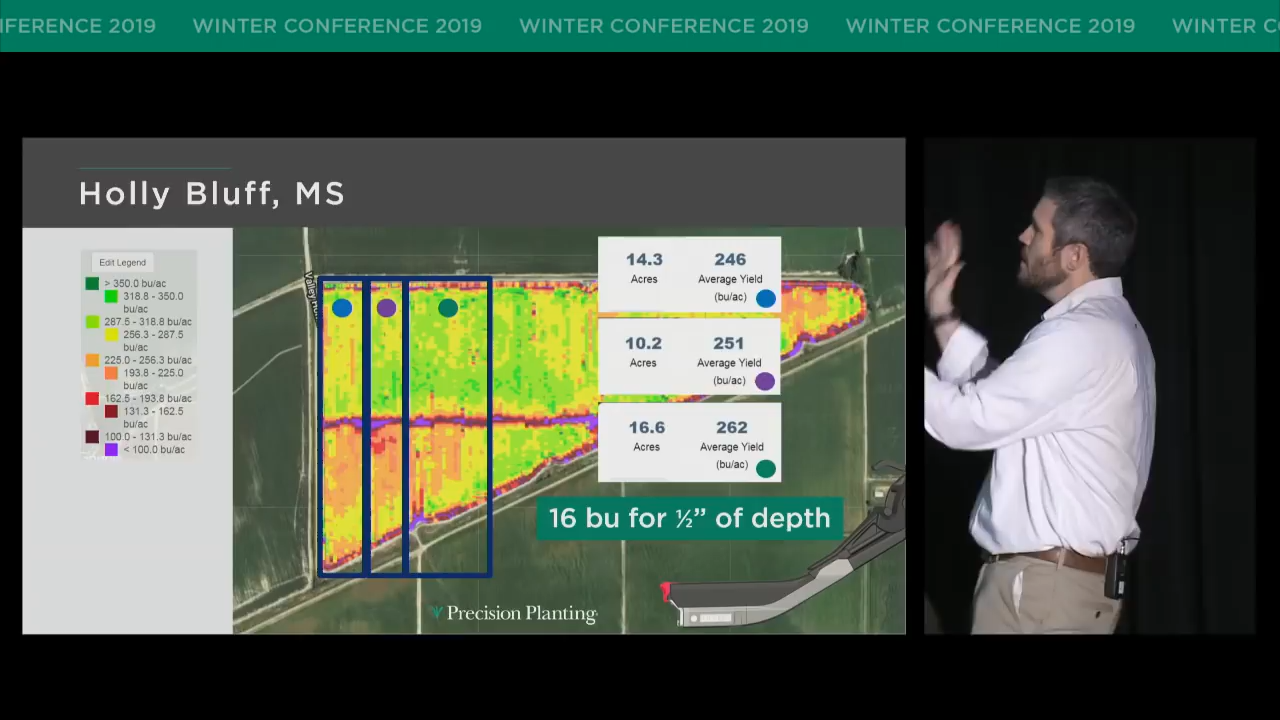 NFERENCE 2019 WINTER CONFERENCE 2019 WINTER CONFERENCE 2019 WINTER CONFERENCE 2019 WINTER C
Holly Bluff, MS
Edit Legend
> 350.0 bu/ac
318.8 - 350.0
bu/ac
287.5 - 318.8 bu/ac
256.3 - 287.5
bu/ac
225.0 - 256.3 bu/ac
193.8 - 225.0
bu/ac
162.5 - 193.8 bu/ac
131.3 - 162.5
bu/ac
100.0 - 131.3 bu/ac
< 100.0 bu/ac
14.3 246
Acres Average Yield
(bu/ac)
10.2 251
Acres Average Yield
(bu/ac)
16.6 262
Acres Average Yield
(bu/ac)
16 bu for ½” of depth
Precision Planting